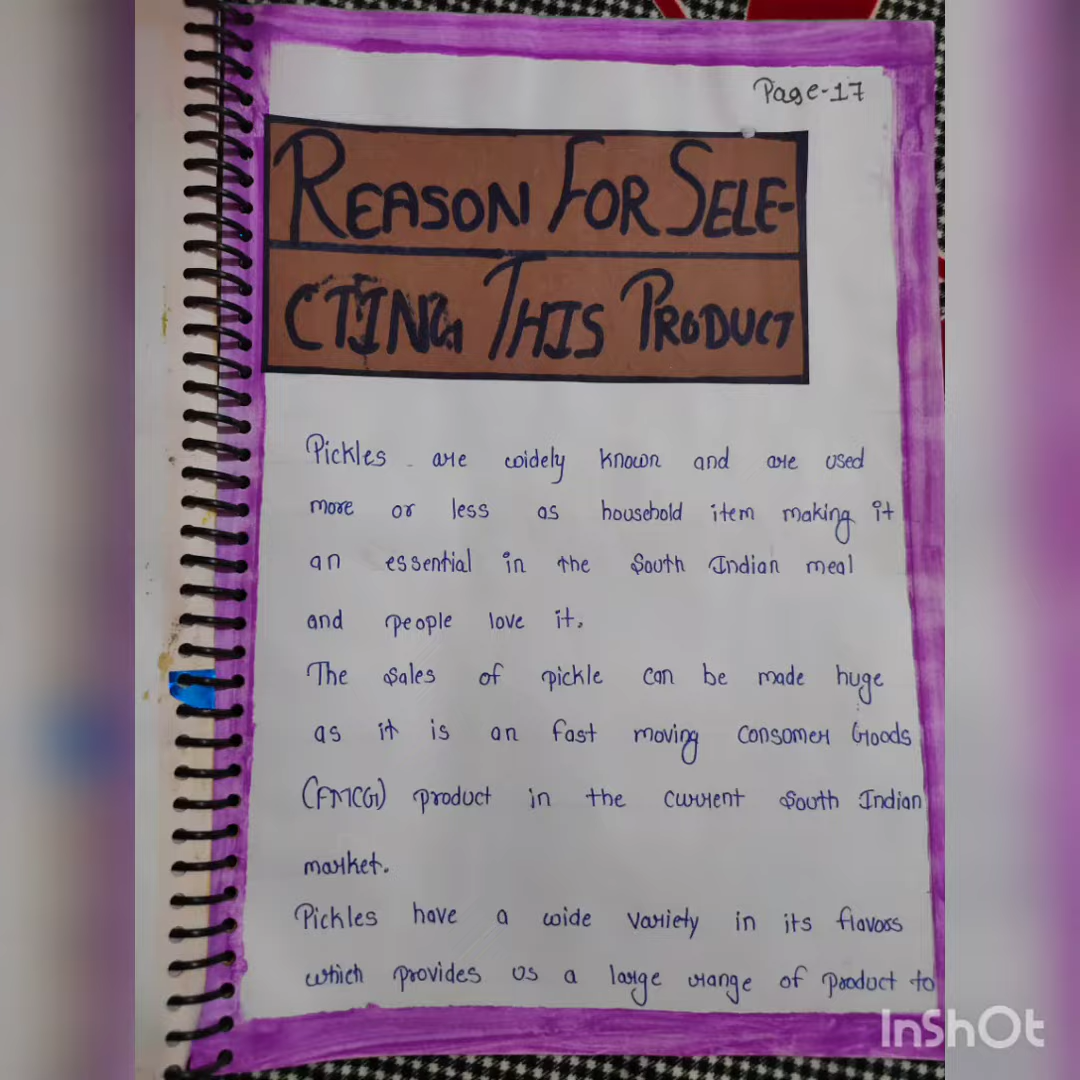 Page-17
REASON FOR SELE-
CTING THIS PRODUCT
Pickles are widely known and are used
more or less as household item making it
an essential in the South Indian meal
and people love it.
The sales of pickle can be made huge
as it is an fast moving consomer Goods
(FMCG) product in the current South Indian
market.
Pickles have a wide variety in its flavors
which provides us a large range of product to
InShOt